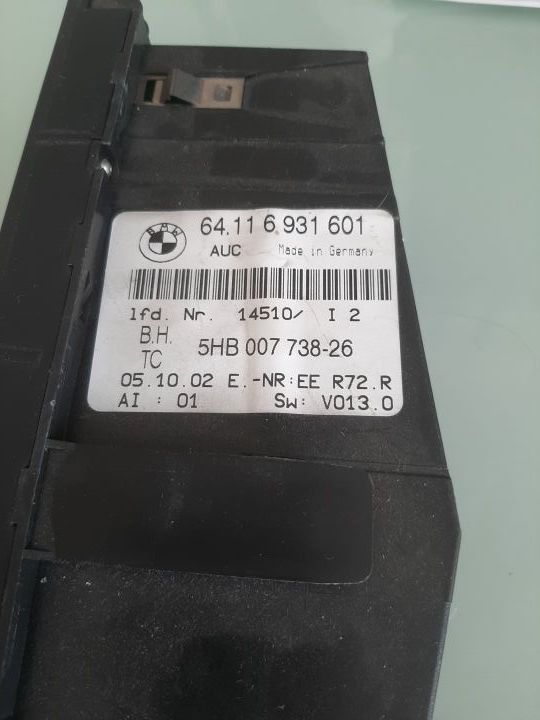 BMW
64.11 6 931 601
AUC Made in Germany
lfd. Nr. 14510/ I 2
B.H.
TC 5HB 007 738-26
05.10.02 E.-NR:EE R72.R
AI : 01 Sw: V013.0